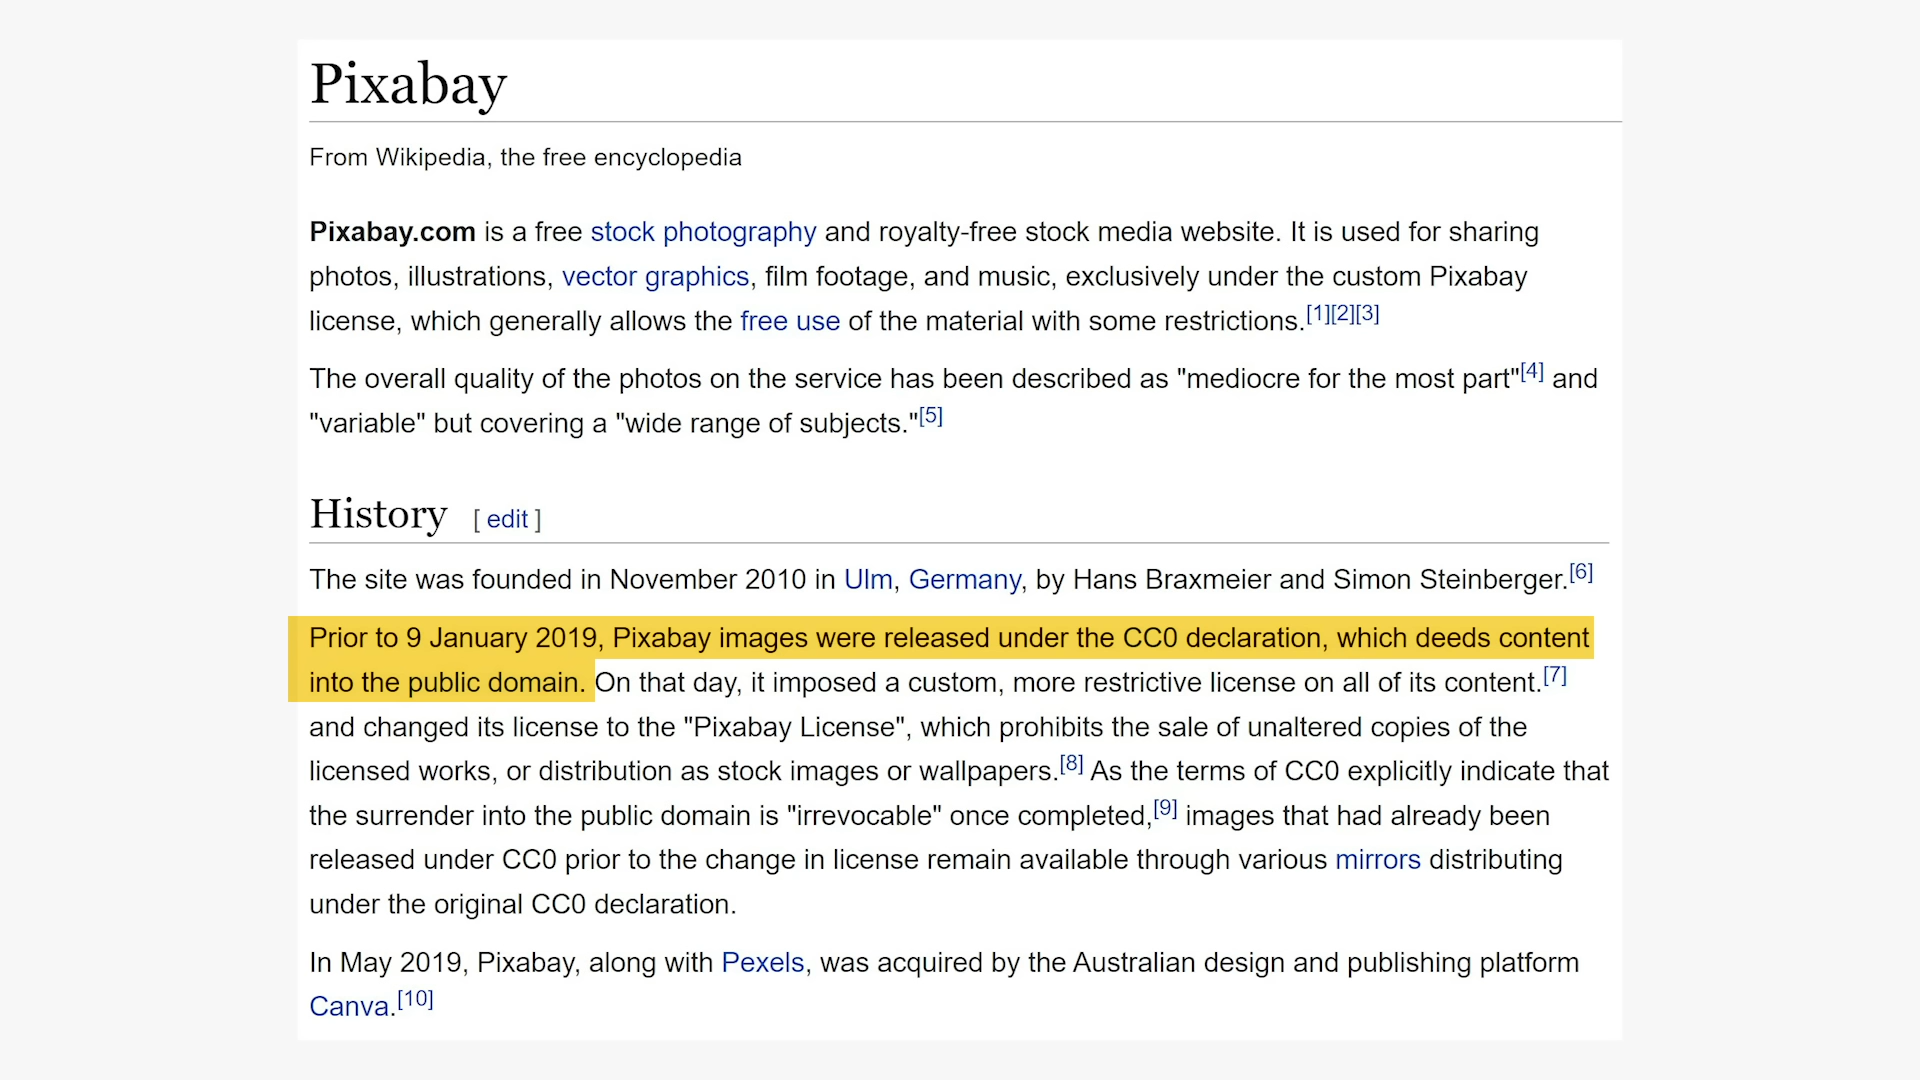 Pixabay
From Wikipedia, the free encyclopedia
Pixabay.com is a free stock photography and royalty-free stock media website. It is used for sharing
photos, illustrations, vector graphics, film footage, and music, exclusively under the custom Pixabay
license, which generally allows the free use of the material with some restrictions.[1][2][3]
The overall quality of the photos on the service has been described as "mediocre for the most part"[4] and
"variable" but covering a "wide range of subjects."[5]
History [ edit ]
The site was founded in November 2010 in Ulm, Germany, by Hans Braxmeier and Simon Steinberger.[6]
Prior to 9 January 2019, Pixabay images were released under the CC0 declaration, which deeds content
into the public domain. On that day, it imposed a custom, more restrictive license on all of its content.[7]
and changed its license to the "Pixabay License", which prohibits the sale of unaltered copies of the
licensed works, or distribution as stock images or wallpapers.[8] As the terms of CC0 explicitly indicate that
the surrender into the public domain is "irrevocable" once completed,[9] images that had already been
released under CC0 prior to the change in license remain available through various mirrors distributing
under the original CC0 declaration.
In May 2019, Pixabay, along with Pexels, was acquired by the Australian design and publishing platform
Canva.[10]